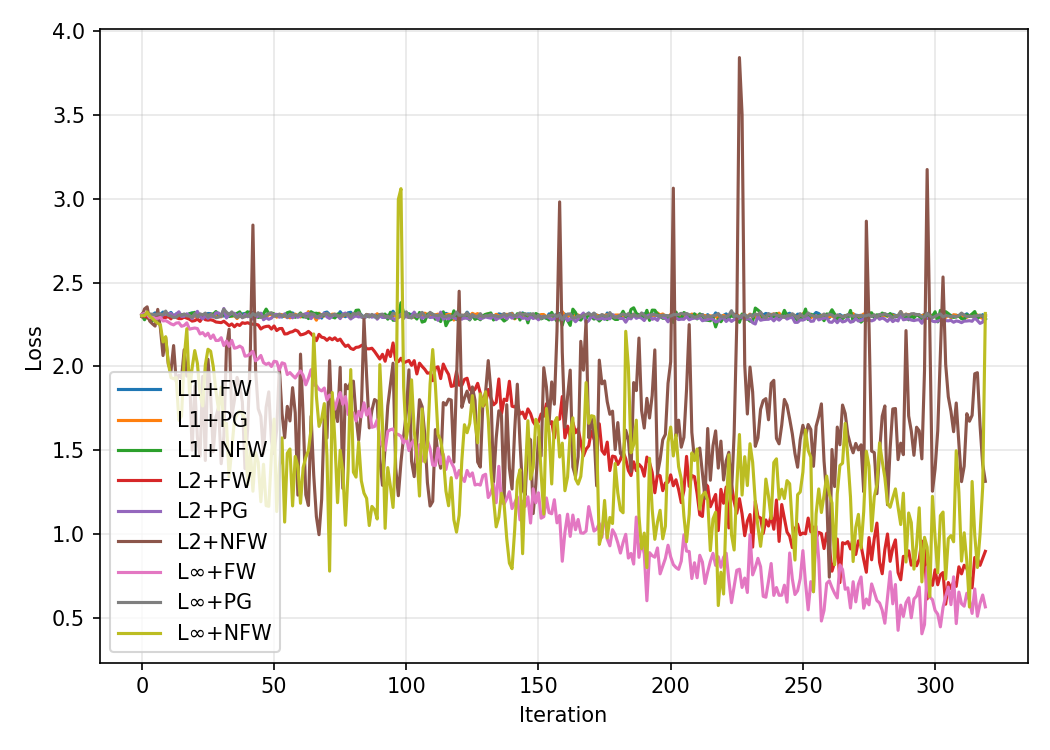 4.0
3.5
3.0
2.5
2.0
1.5
1.0
0.5
Loss
L1+FW
L1+PG
L1+NFW
L2+FW
L2+PG
L2+NFW
L∞+FW
L∞+PG
L∞+NFW
0 50 100 150 200 250 300
Iteration